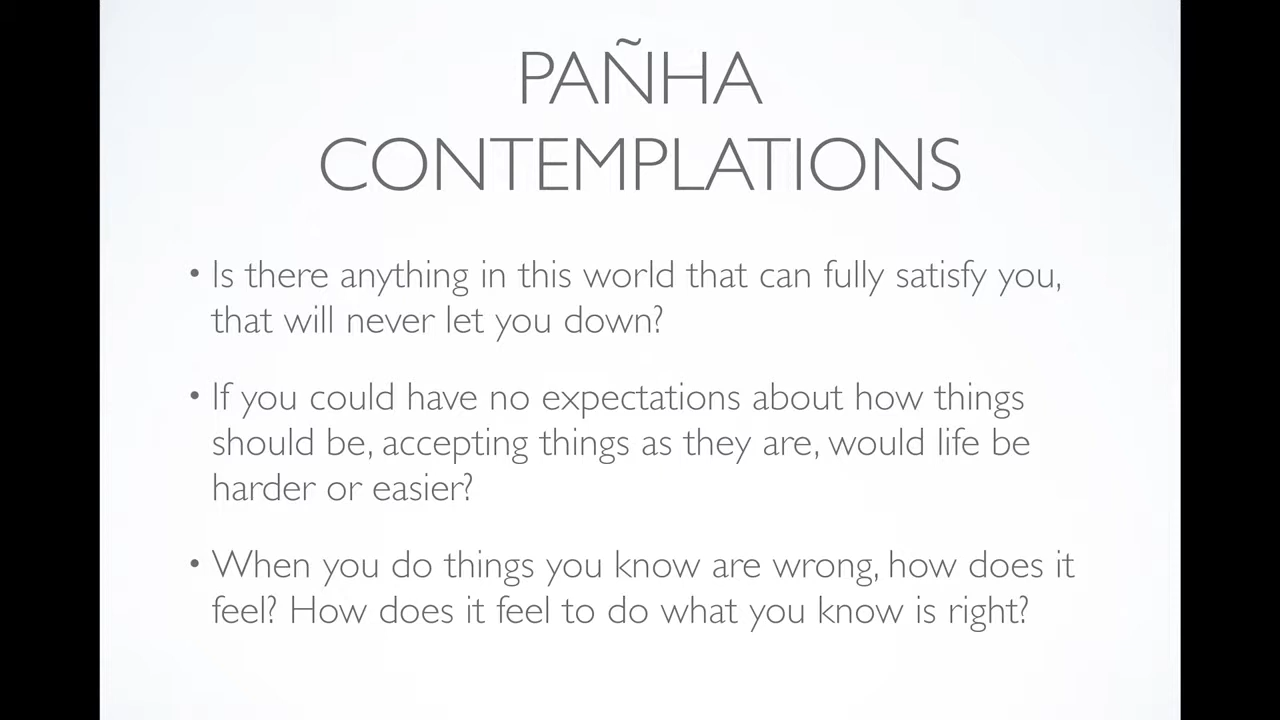 PAÑHA
CONTEMPLATIONS
• Is there anything in this world that can fully satisfy you,
that will never let you down?
• If you could have no expectations about how things
should be, accepting things as they are, would life be
harder or easier?
• When you do things you know are wrong, how does it
feel? How does it feel to do what you know is right?